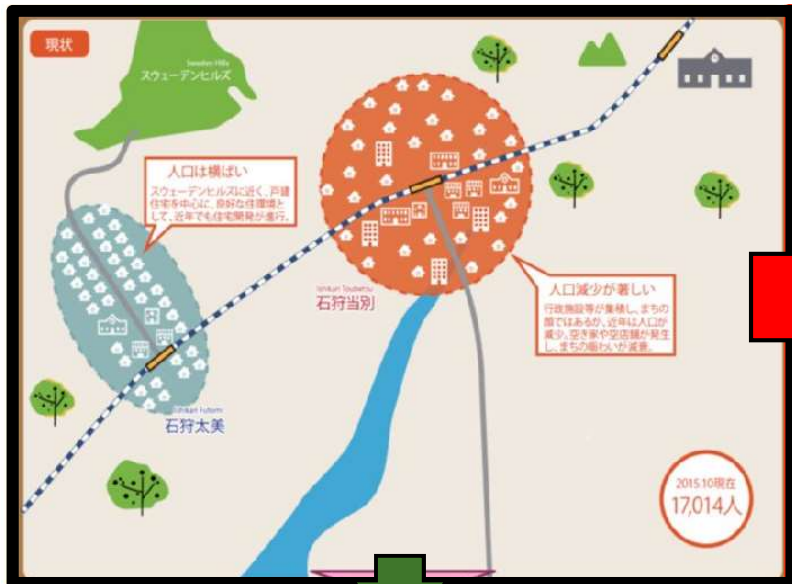 現状
Sweden Hills
スウェーデンヒルズ
人口は横ばい
スウェーデンヒルズに近く、戸建
住宅を中心に、良好な住環境と
して、近年でも住宅開発が進行。
Ishikari Toubetsu
石狩当別
人口減少が著しい
行政施設等が集積し、まちの
顔ではあるが、近年は人口が
減少。空き家や空店舗が発生
し、まちの賑わいが減衰。
Ishikari Futomi
石狩太美
2015.10現在
17,014人